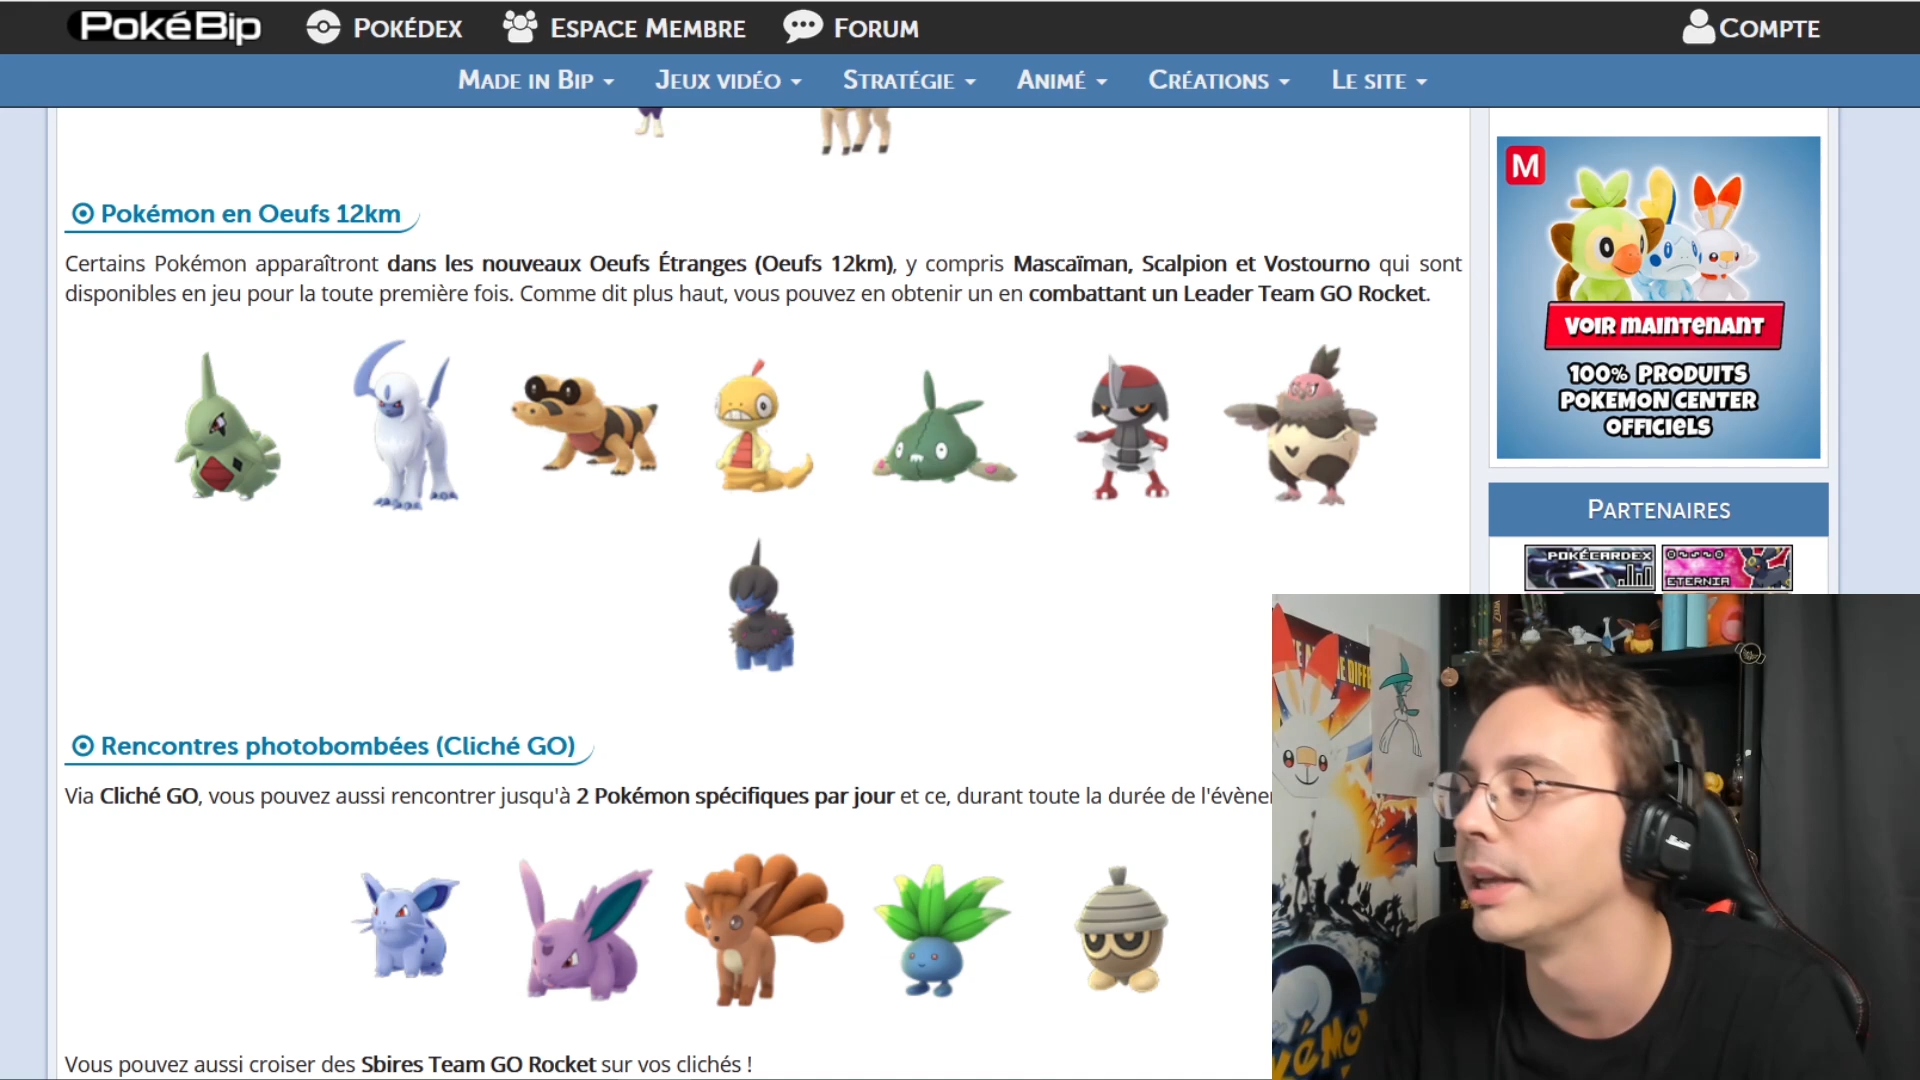 PokéBip
Pokédex
Espace Membre
Forum
Compte
Made in Bip
Jeux vidéo
Stratégie
Animé
Créations
Le site
Pokémon en Oeufs 12km
Certains Pokémon apparaîtront dans les nouveaux Oeufs Étranges (Oeufs 12km), y compris Mascaïman, Scalpion et Vostourno qui sont
disponibles en jeu pour la toute première fois. Comme dit plus haut, vous pouvez en obtenir un en combattant un Leader Team GO Rocket.
Rencontres photobombées (Cliché GO)
Via Cliché GO, vous pouvez aussi rencontrer jusqu'à 2 Pokémon spécifiques par jour et ce, durant toute la durée de l'évèner
Vous pouvez aussi croiser des Sbires Team GO Rocket sur vos clichés !
M
VOIR MAINTENANT
100% PRODUITS
POKEMON CENTER
OFFICIELS
Partenaires
POKÉCARDEX
ETERNIA